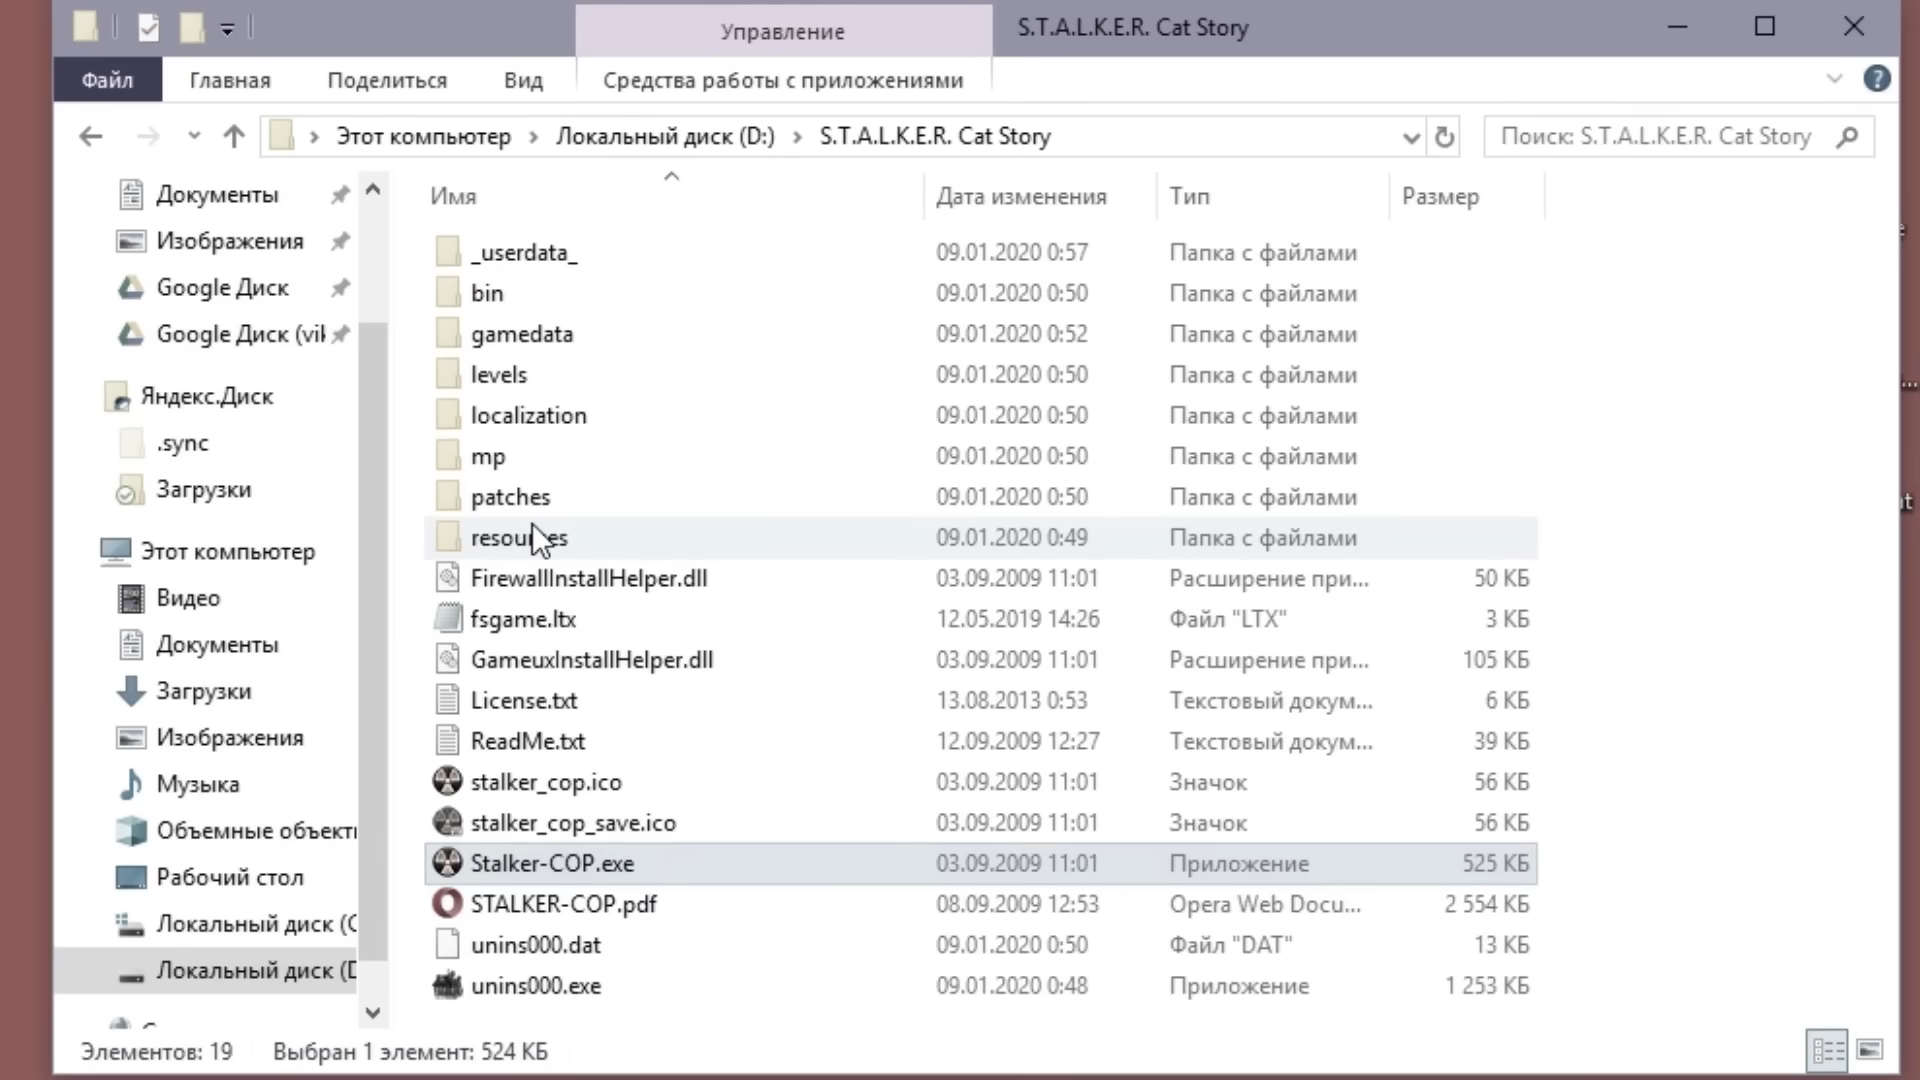 Управление
S.T.A.L.K.E.R. Cat Story
Файл Главная Поделиться Вид Средства работы с приложениями
Этот компьютер Локальный диск (D:) S.T.A.L.K.E.R. Cat Story
Поиск: S.T.A.L.K.E.R. Cat Story
Документы
Изображения
Google Диск
Google Диск (vik
Яндекс.Диск
.sync
Загрузки
Этот компьютер
Видео
Документы
Загрузки
Изображения
Музыка
Объемные объект
Рабочий стол
Локальный диск (C
Локальный диск (D
Имя Дата изменения Тип Размер
_userdata_ 09.01.2020 0:57 Папка с файлами
bin 09.01.2020 0:50 Папка с файлами
gamedata 09.01.2020 0:52 Папка с файлами
levels 09.01.2020 0:50 Папка с файлами
localization 09.01.2020 0:50 Папка с файлами
mp 09.01.2020 0:50 Папка с файлами
patches 09.01.2020 0:50 Папка с файлами
resources 09.01.2020 0:49 Папка с файлами
FirewallInstallHelper.dll 03.09.2009 11:01 Расширение при... 50 КБ
fsgame.ltx 12.05.2019 14:26 Файл "LTX" 3 КБ
GameuxInstallHelper.dll 03.09.2009 11:01 Расширение при... 105 КБ
License.txt 13.08.2013 0:53 Текстовый докум... 6 КБ
ReadMe.txt 12.09.2009 12:27 Текстовый докум... 39 КБ
stalker_cop.ico 03.09.2009 11:01 Значок 56 КБ
stalker_cop_save.ico 03.09.2009 11:01 Значок 56 КБ
Stalker-COP.exe 03.09.2009 11:01 Приложение 525 КБ
STALKER-COP.pdf 08.09.2009 12:53 Opera Web Docu... 2 554 КБ
unins000.dat 09.01.2020 0:50 Файл "DAT" 13 КБ
unins000.exe 09.01.2020 0:48 Приложение 1 253 КБ
Элементов: 19 Выбран 1 элемент: 524 КБ